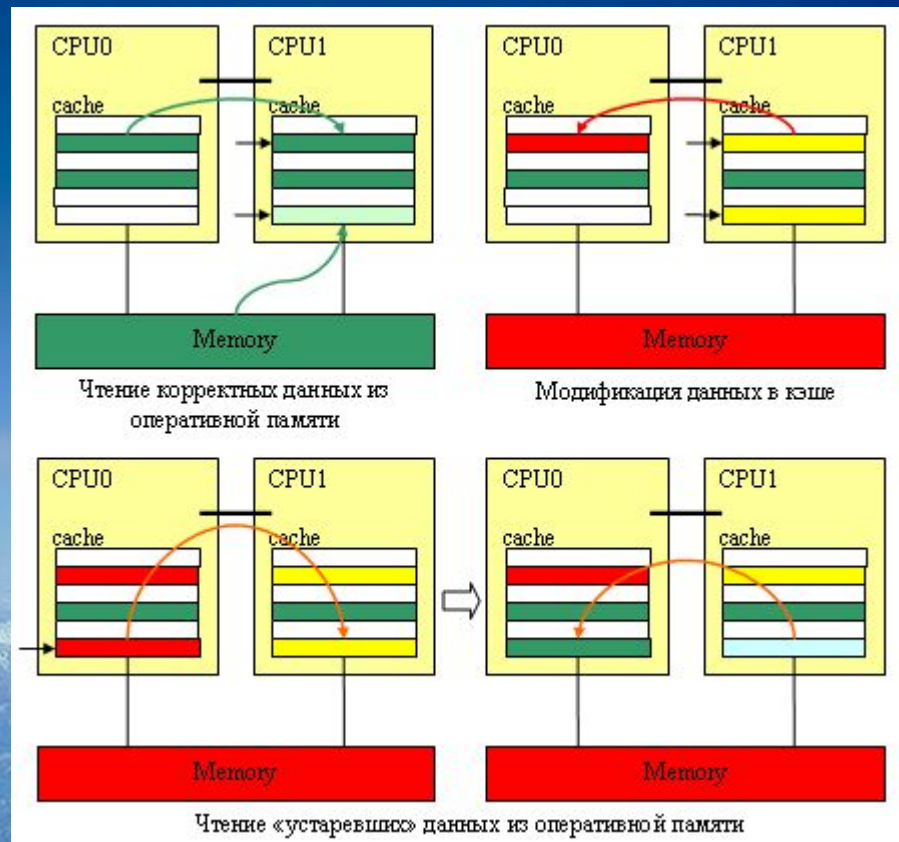 CPU0
CPU1
cache
cache
Memory
Чтение корректных данных из
оперативной памяти
CPU0
CPU1
cache
cache
Memory
Модификация данных в кэше
CPU0
CPU1
cache
cache
Memory
CPU0
CPU1
cache
cache
Memory
Чтение «устаревших» данных из оперативной памяти